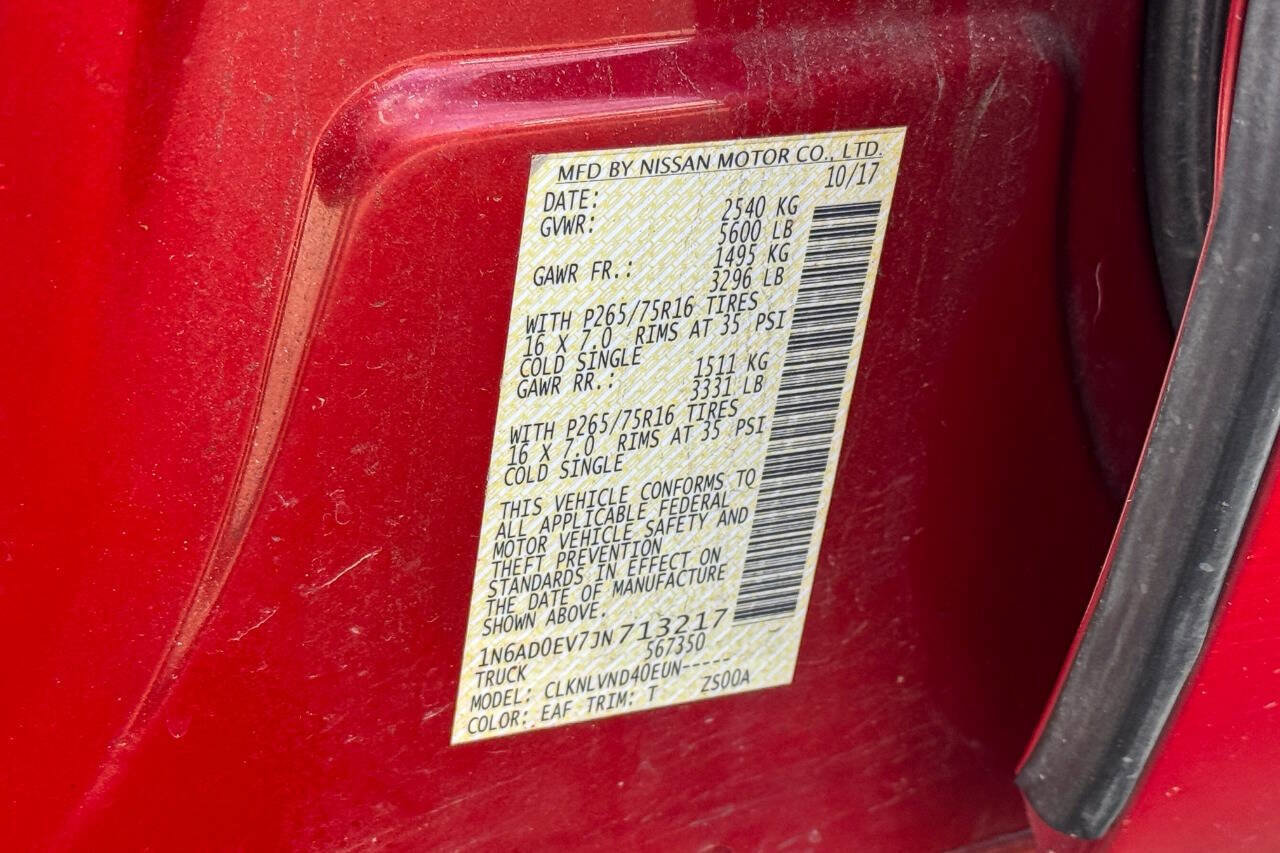 MFD BY NISSAN MOTOR CO., LTD.
DATE: 10/17
GVWR: 2540 KG
5600 LB
GAWR FR.: 1495 KG
3296 LB
WITH P265/75R16 TIRES
16 X 7.0 RIMS AT 35 PSI
COLD SINGLE
GAWR RR.: 1511 KG
3331 LB
WITH P265/75R16 TIRES
16 X 7.0 RIMS AT 35 PSI
COLD SINGLE
THIS VEHICLE CONFORMS TO
ALL APPLICABLE FEDERAL
MOTOR VEHICLE SAFETY AND
THEFT PREVENTION
STANDARDS IN EFFECT ON
THE DATE OF MANUFACTURE
SHOWN ABOVE.
1N6AD0EV7JN713217
TRUCK 567350
MODEL: CLKNLVND40EUN-----
COLOR: EAF TRIM: T ZS00A